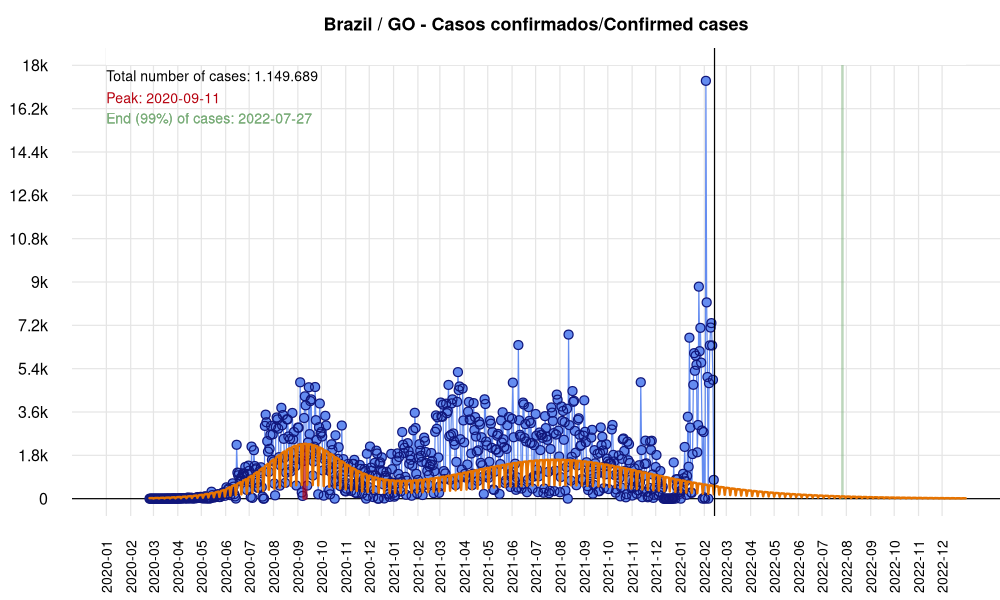 Brazil / GO - Casos confirmados/Confirmed cases
Total number of cases: 1.149.689
Peak: 2020-09-11
End (99%) of cases: 2022-07-27
18k
16.2k
14.4k
12.6k
10.8k
9k
7.2k
5.4k
3.6k
1.8k
0
2020-01
2020-02
2020-03
2020-04
2020-05
2020-06
2020-07
2020-08
2020-09
2020-10
2020-11
2020-12
2021-01
2021-02
2021-03
2021-04
2021-05
2021-06
2021-07
2021-08
2021-09
2021-10
2021-11
2021-12
2022-01
2022-02
2022-03
2022-04
2022-05
2022-06
2022-07
2022-08
2022-09
2022-10
2022-11
2022-12